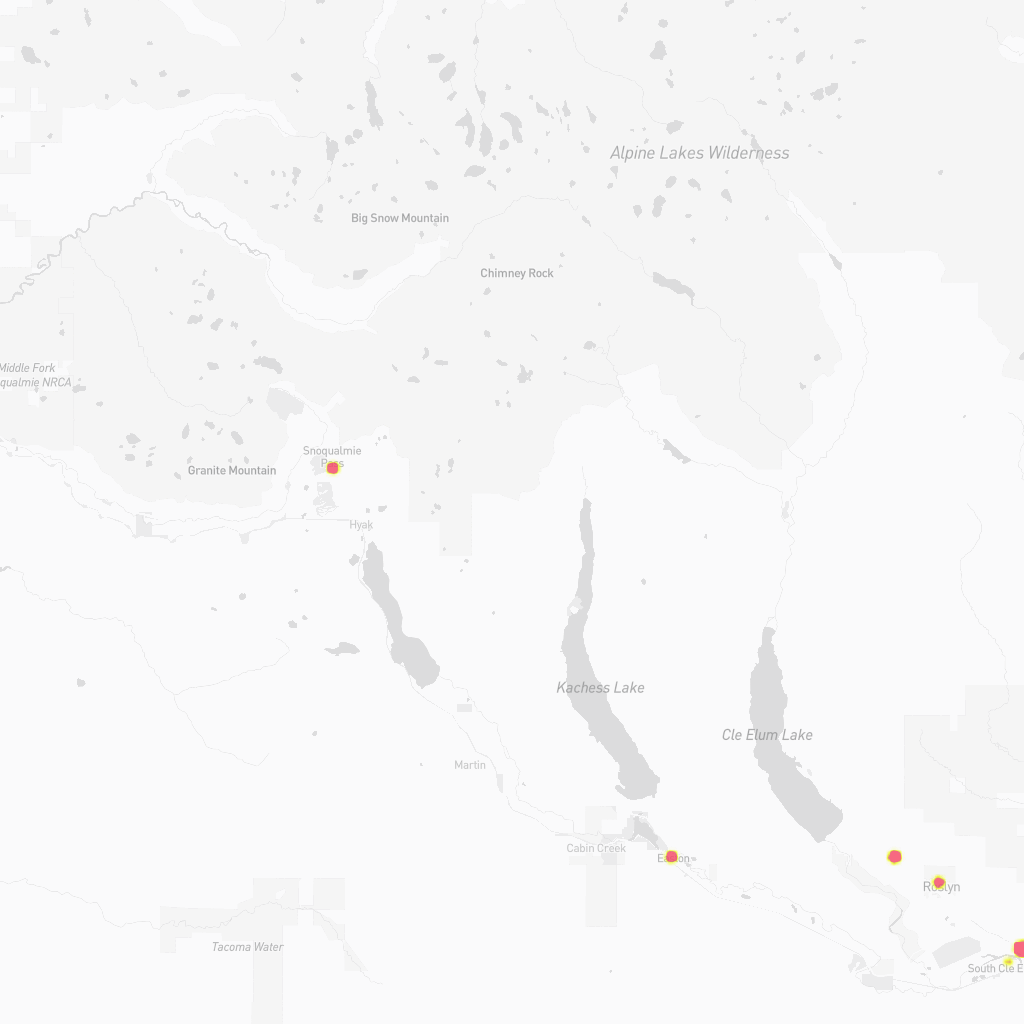 Alpine Lakes Wilderness
Big Snow Mountain
Chimney Rock
Middle Fork
qualmie NRCA
Snoqualmie
Pass
Granite Mountain
Hyak
Kachess Lake
Cle Elum Lake
Martin
Cabin Creek
Easton
Roslyn
Tacoma Water
South Cle E